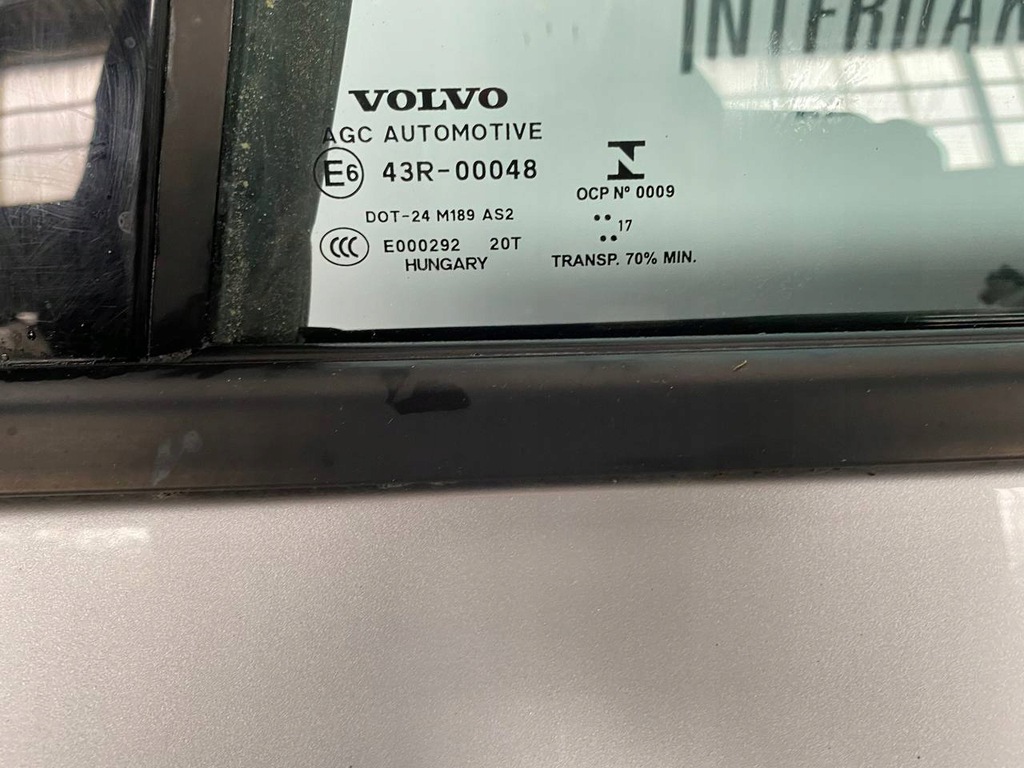 VOLVO
AGC AUTOMOTIVE
E6 43R-00048
DOT-24 M189 AS2
CCC E000292 20T
HUNGARY
N
OCP Nº 0009
•• 17
••
TRANSP. 70% MIN.